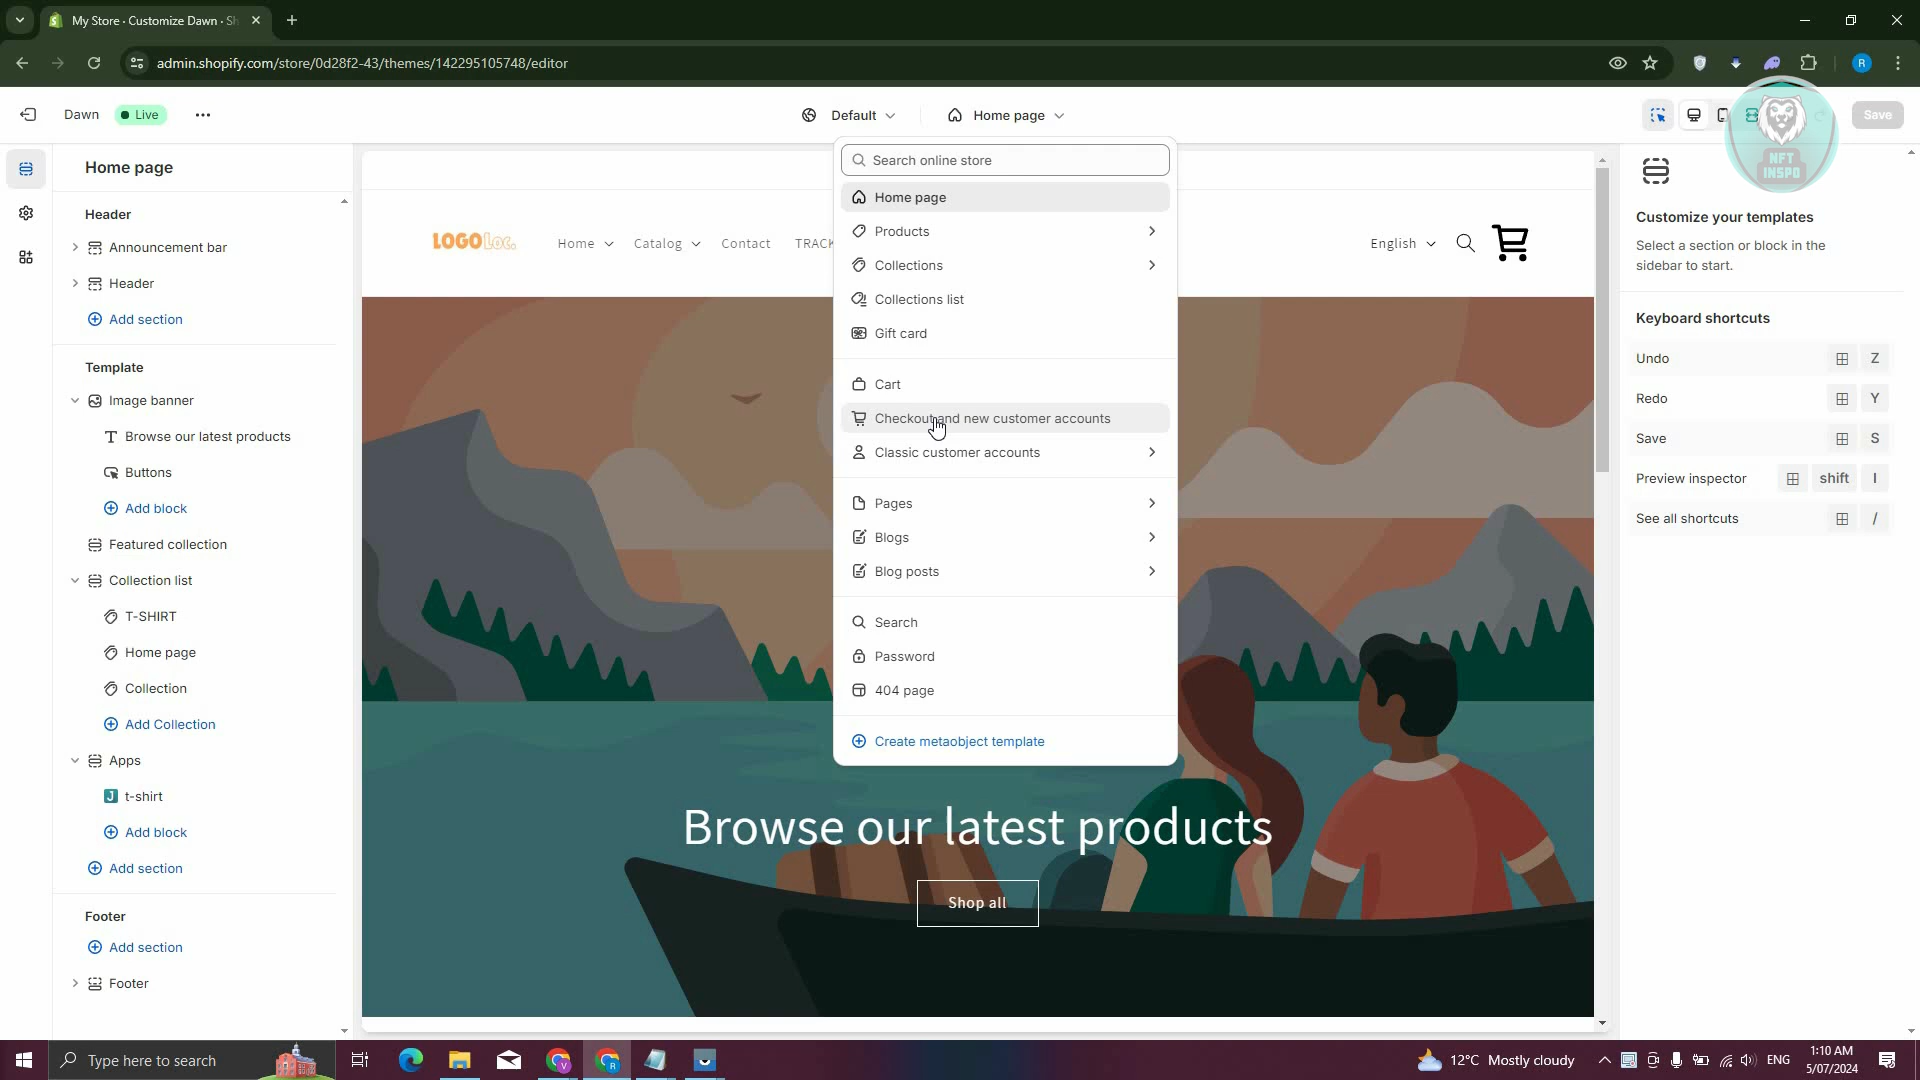 My Store · Customize Dawn · Sh
admin.shopify.com/store/0d28f2-43/themes/142295105748/editor
R
Dawn
Live
Default
Home page
Save
NFT
INSPO
Home page
Header
Announcement bar
Header
Add section
Template
Image banner
Browse our latest products
Buttons
Add block
Featured collection
Collection list
T-SHIRT
Home page
Collection
Add Collection
Apps
t-shirt
Add block
Add section
Footer
Add section
Footer
LOGO Loc.
Home
Catalog
Contact
TRACK
English
Search online store
Home page
Products
Collections
Collections list
Gift card
Cart
Checkout and new customer accounts
Classic customer accounts
Pages
Blogs
Blog posts
Search
Password
404 page
Create metaobject template
Browse our latest products
Shop all
Customize your templates
Select a section or block in the
sidebar to start.
Keyboard shortcuts
Undo Z
Redo Y
Save S
Preview inspector shift I
See all shortcuts /
Type here to search
12°C Mostly cloudy
ENG
1:10 AM
5/07/2024